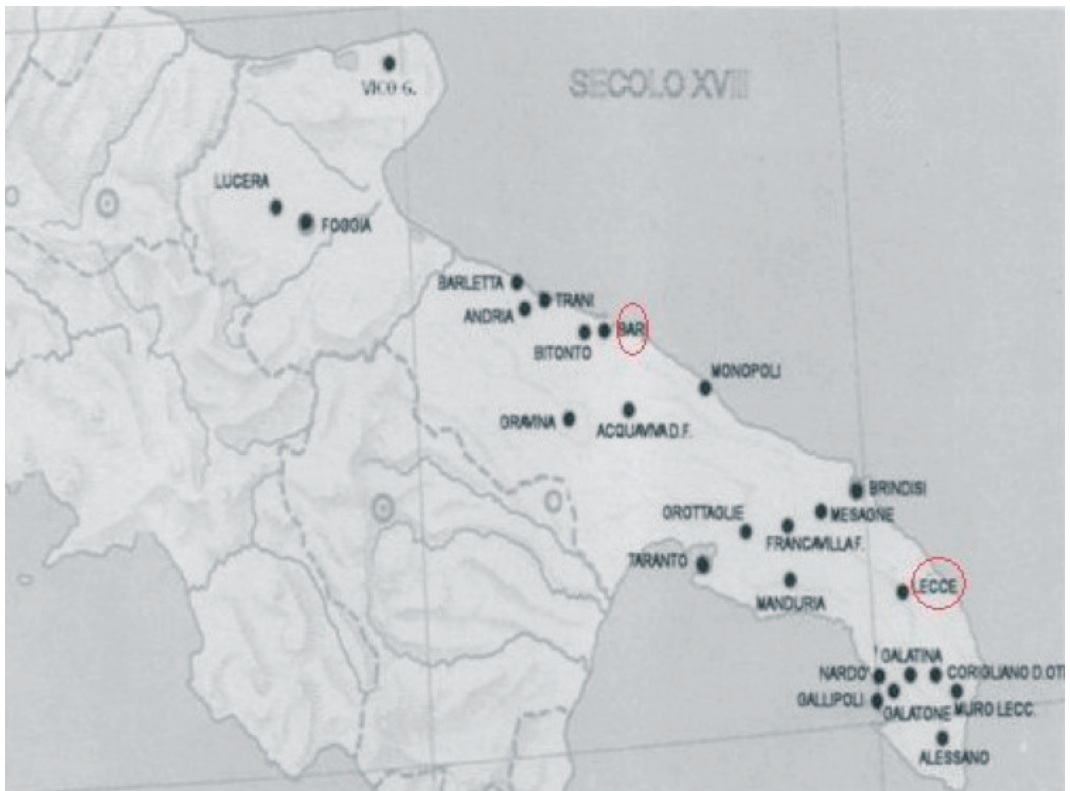 SECOLO XVIII
VICO G.
LUCERA
FOGGIA
BARLETTA
TRANI
ANDRIA
BARI
BITONTO
MONOPOLI
GRAVINA
ACQUAVIVA D.F.
BRINDISI
MESAGNE
GROTTAGLIE
FRANCAVILLA F.
TARANTO
LECCE
MANDURIA
GALATINA
NARDO'
CORIGLIANO D.OT
GALLIPOLI
GALATONE
MURO LECC.
ALESSANO